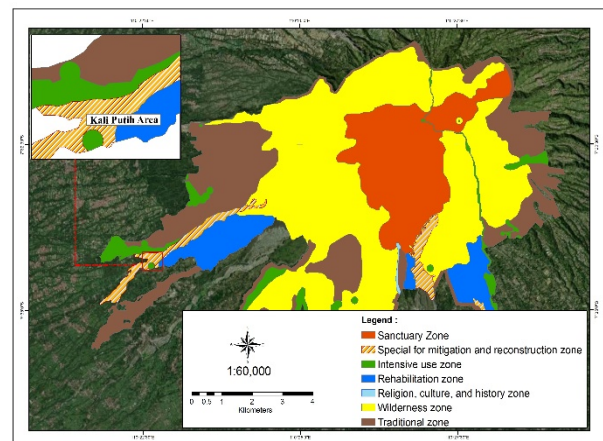 Kali Putih Area
Legend :
Sanctuary Zone
Special for mitigation and reconstruction zone
Intensive use zone
Rehabilitation zone
Religion, culture, and history zone
Wilderness zone
Traditional zone
1:60,000
0 0.5 1 2 3 4
Kilometers